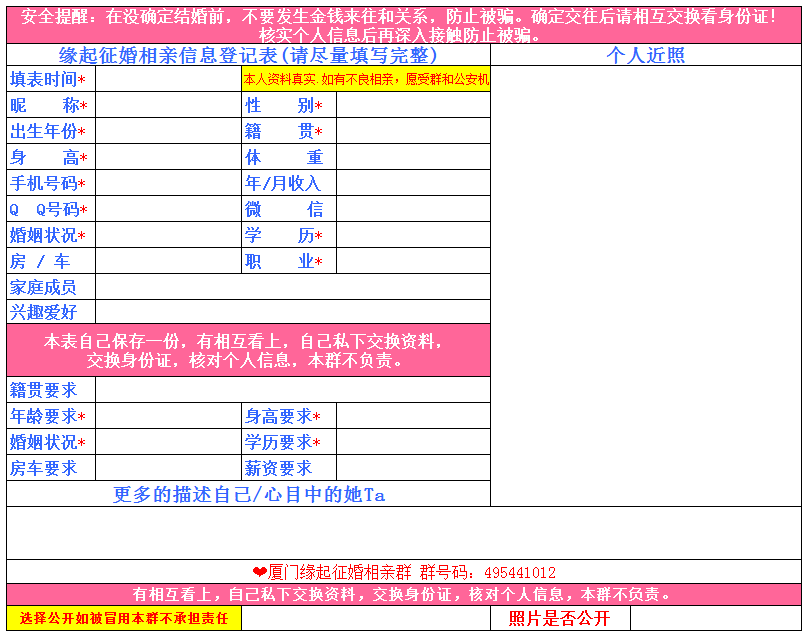 安全提醒：在没确定结婚前，不要发生金钱来往和关系，防止被骗。确定交往后请相互交换看身份证！
核实个人信息后再深入接触防止被骗。
缘起征婚相亲信息登记表(请尽量填写完整) 个人近照
填表时间* 本人资料真实.如有不良相亲，愿受群和公安机
昵 称* 性 别*
出生年份* 籍 贯*
身 高* 体 重
手机号码* 年/月收入
Q Q号码* 微 信
婚姻状况* 学 历*
房 / 车 职 业*
家庭成员
兴趣爱好
本表自己保存一份，有相互看上，自己私下交换资料，
交换身份证，核对个人信息，本群不负责。
籍贯要求
年龄要求* 身高要求*
婚姻状况* 学历要求*
房车要求 薪资要求
更多的描述自己/心目中的她Ta
❤厦门缘起征婚相亲群 群号码：495441012
有相互看上，自己私下交换资料，交换身份证，核对个人信息，本群不负责。
选择公开如被冒用本群不承担责任 照片是否公开